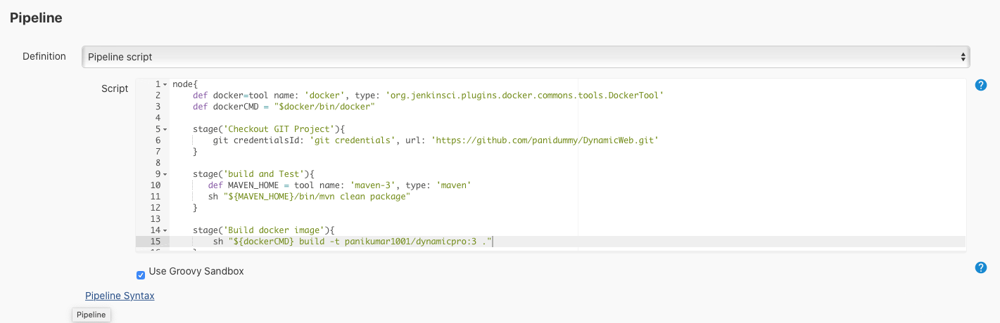 Pipeline
Definition
Pipeline script
Script
1 node{
2     def docker=tool name: 'docker', type: 'org.jenkinsci.plugins.docker.commons.tools.DockerTool'
3     def dockerCMD = "$docker/bin/docker"
4
5     stage('Checkout GIT Project'){
6         git credentialsId: 'git credentials', url: 'https://github.com/panidummy/DynamicWeb.git'
7     }
8
9     stage('build and Test'){
10        def MAVEN_HOME = tool name: 'maven-3', type: 'maven'
11        sh "${MAVEN_HOME}/bin/mvn clean package"
12    }
13
14    stage('Build docker image'){
15        sh "${dockerCMD} build -t panikumar1001/dynamicpro:3 ."
Use Groovy Sandbox
Pipeline Syntax
Pipeline